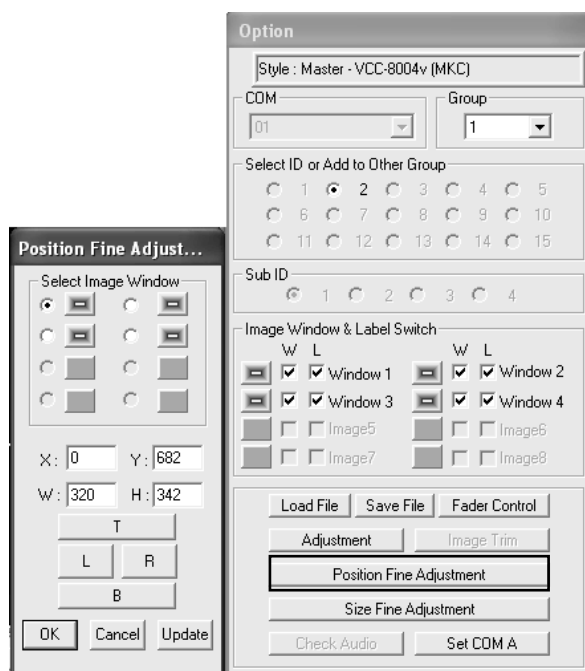 Option
Style : Master - VCC-8004v (MKC)
COM
Group
01
1
Select ID or Add to Other Group
1 2 3 4 5
6 7 8 9 10
11 12 13 14 15
Sub ID
1 2 3 4
Image Window & Label Switch
W L W L
Window 1 Window 2
Window 3 Window 4
Image5 Image6
Image7 Image8
Load File Save File Fader Control
Adjustment Image Trim
Position Fine Adjustment
Size Fine Adjustment
Check Audio Set COM A
Position Fine Adjust...
Select Image Window
X : 0 Y : 682
W : 320 H : 342
T
L R
B
OK Cancel Update